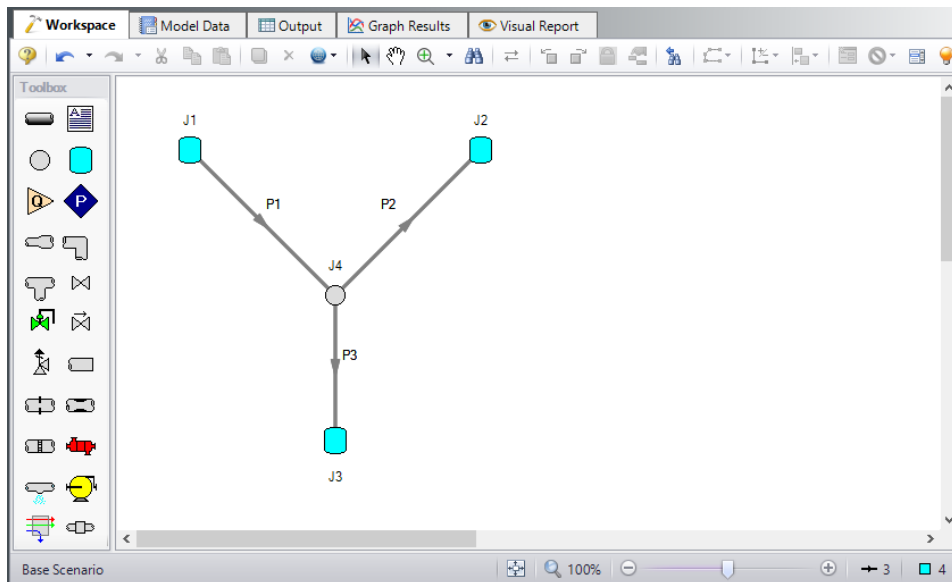 Workspace Model Data Output Graph Results Visual Report
Toolbox
A
Q P
J1 J2
P1 P2
J4
P3
J3
Base Scenario 100% 3 4